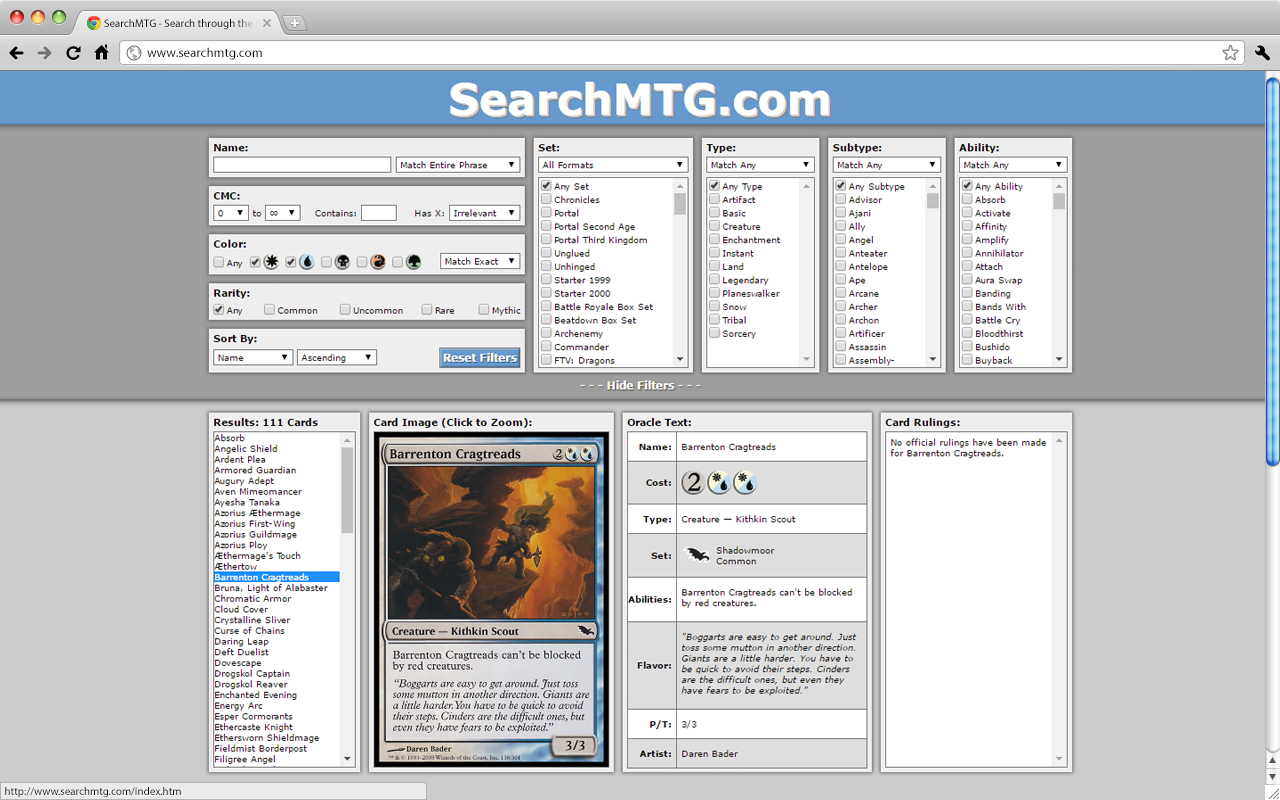 SearchMTG - Search through the
www.searchmtg.com
SearchMTG.com
Name:
Match Entire Phrase
CMC:
0 to ∞ Contains: Has X: Irrelevant
Color:
Any Match Exact
Rarity:
Any Common Uncommon Rare Mythic
Sort By:
Name Ascending Reset Filters
Set:
All Formats
Any Set
Chronicles
Portal
Portal Second Age
Portal Third Kingdom
Unglued
Unhinged
Starter 1999
Starter 2000
Battle Royale Box Set
Beatdown Box Set
Archenemy
Commander
FTV: Dragons
Type:
Match Any
Any Type
Artifact
Basic
Creature
Enchantment
Instant
Land
Legendary
Planeswalker
Snow
Tribal
Sorcery
Subtype:
Match Any
Any Subtype
Advisor
Ajani
Ally
Angel
Anteater
Antelope
Ape
Arcane
Archer
Archon
Artificer
Assassin
Assembly-
Ability:
Match Any
Any Ability
Absorb
Activate
Affinity
Amplify
Annihilator
Attach
Aura Swap
Banding
Bands With
Battle Cry
Bloodthirst
Bushido
Buyback
- - - Hide Filters - - -
Results: 111 Cards
Absorb
Angelic Shield
Ardent Plea
Armored Guardian
Augury Adept
Aven Mimeomancer
Ayesha Tanaka
Azorius Æthermage
Azorius First-Wing
Azorius Guildmage
Azorius Ploy
Æthermage's Touch
Æthertow
Barrenton Cragtreads
Bruna, Light of Alabaster
Chromatic Armor
Cloud Cover
Crystalline Sliver
Curse of Chains
Daring Leap
Deft Duelist
Dovescape
Drogskol Captain
Drogskol Reaver
Enchanted Evening
Energy Arc
Esper Cormorants
Ethercaste Knight
Ethersworn Shieldmage
Fieldmist Borderpost
Filigree Angel
Card Image (Click to Zoom):
Barrenton Cragtreads 2
Creature — Kithkin Scout
Barrenton Cragtreads can't be blocked
by red creatures.
"Boggarts are easy to get around. Just toss
some mutton in another direction. Giants are
a little harder. You have to be quick to avoid
their steps. Cinders are the difficult ones, but
even they have fears to be exploited."
Daren Bader
3/3
™ & © 1993–2008 Wizards of the Coast, Inc. 138/301
Oracle Text:
Name: Barrenton Cragtreads
Cost: 2
Type: Creature — Kithkin Scout
Set: Shadowmoor
Common
Abilities: Barrenton Cragtreads can't be blocked
by red creatures.
Flavor: "Boggarts are easy to get around. Just
toss some mutton in another direction.
Giants are a little harder. You have to
be quick to avoid their steps. Cinders
are the difficult ones, but even they
have fears to be exploited."
P/T: 3/3
Artist: Daren Bader
Card Rulings:
No official rulings have been made
for Barrenton Cragtreads.
http://www.searchmtg.com/index.htm